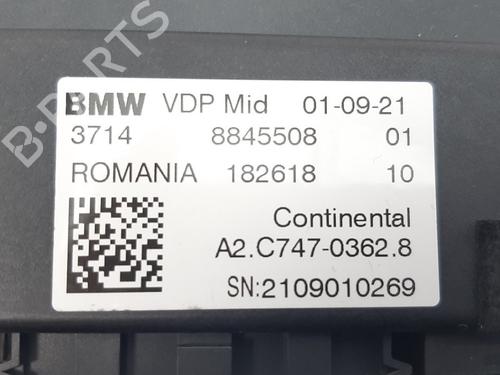 B-PARTS
BMW VDP Mid 01-09-21
3714 8845508 01
ROMANIA 182618 10
Continental
A2.C747-0362.8
SN:2109010269